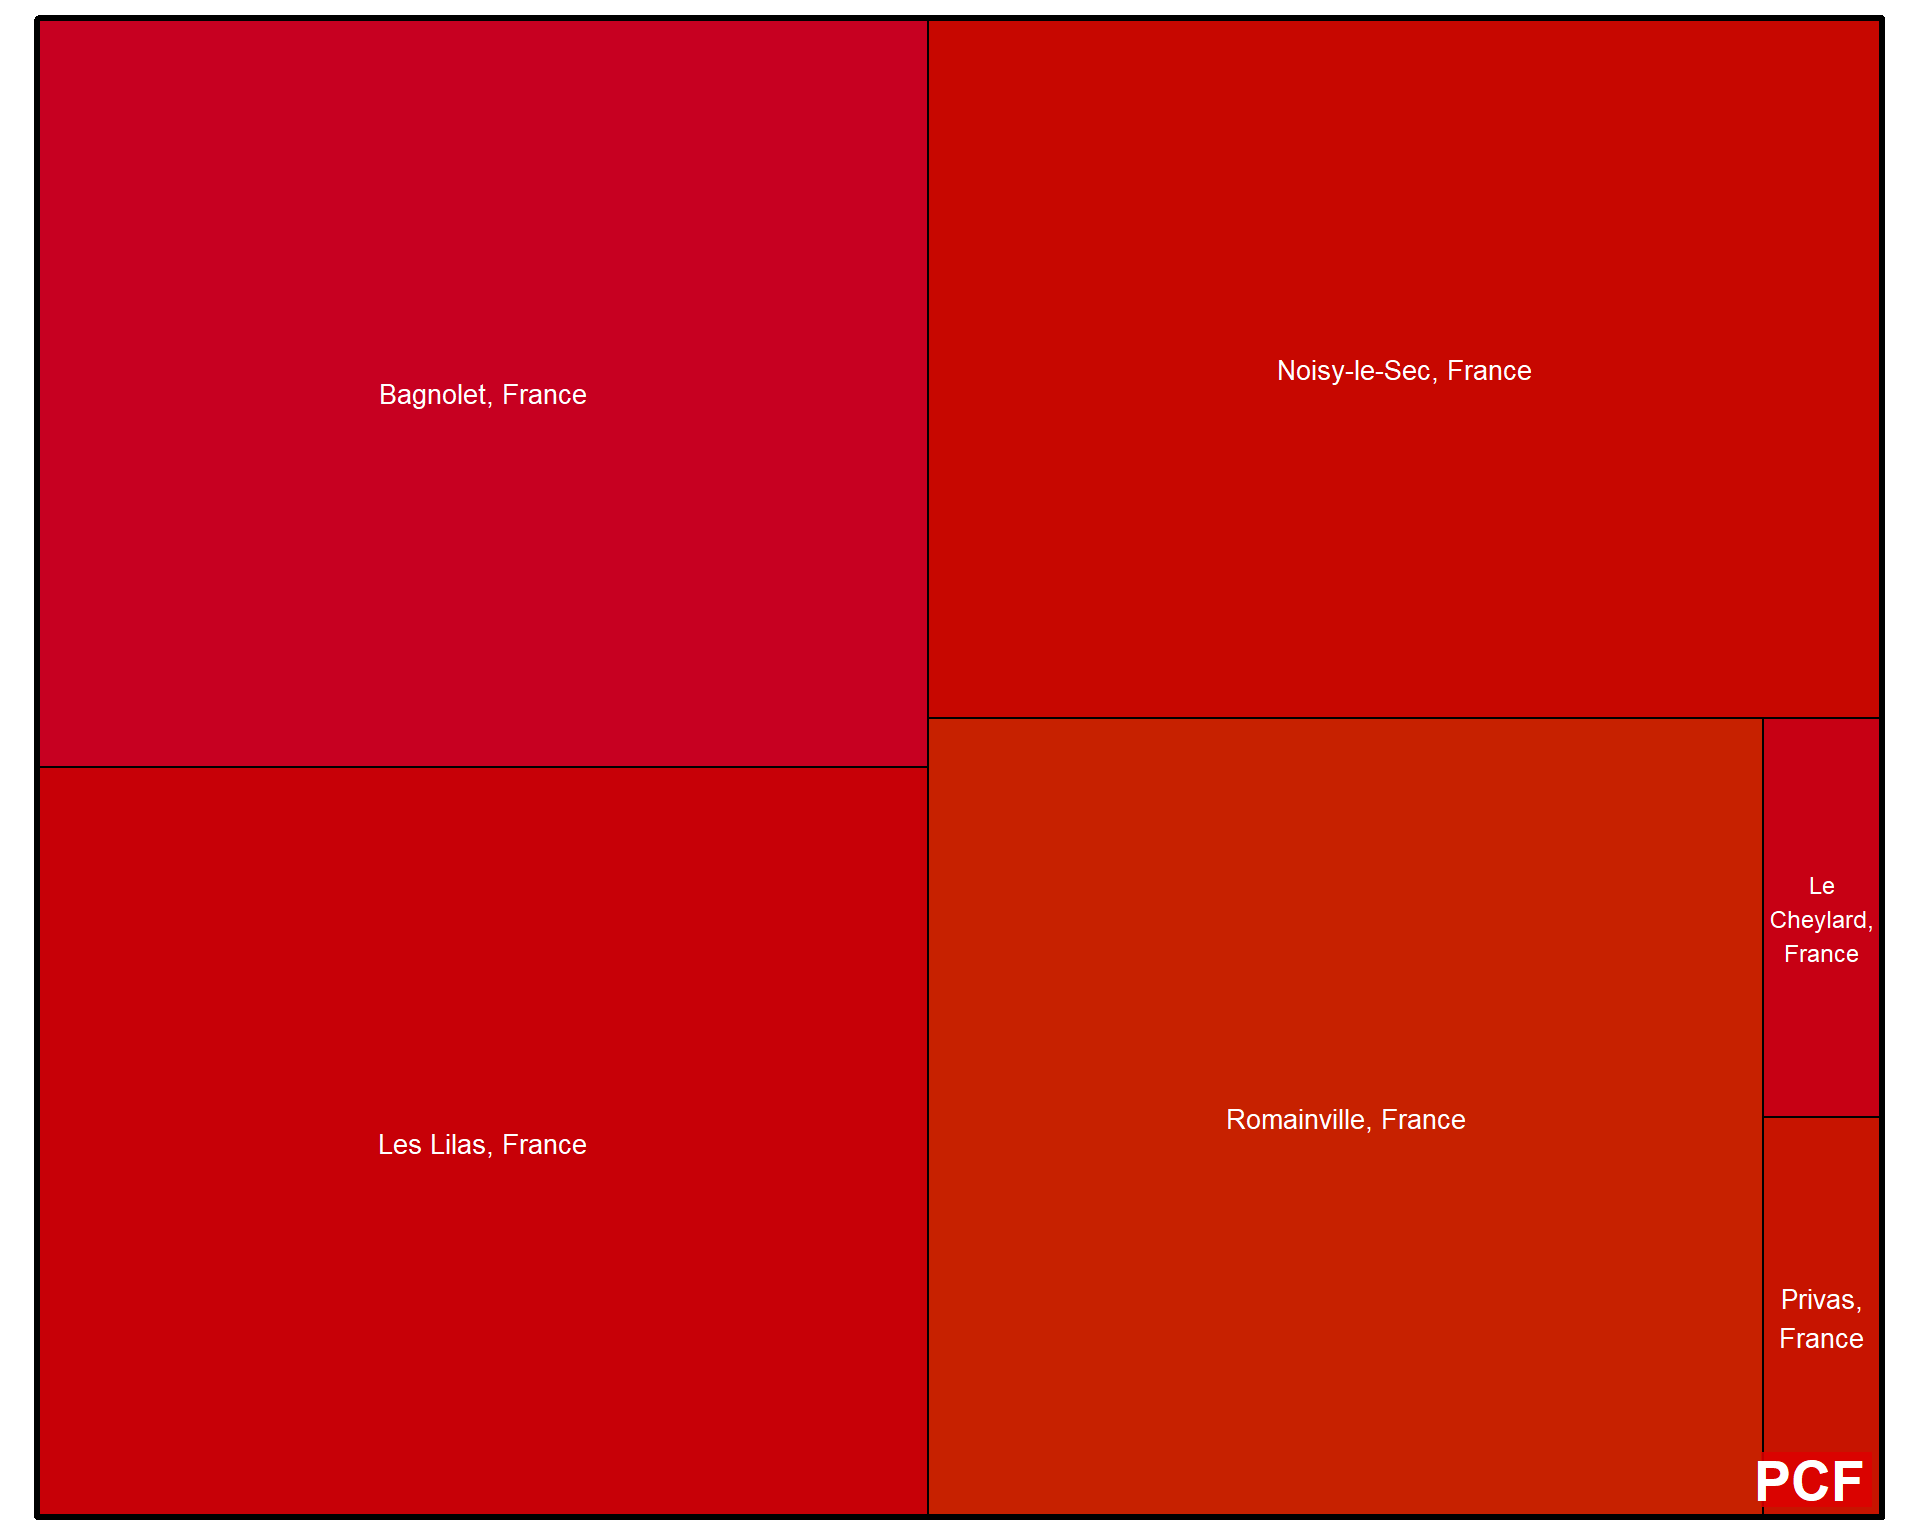 Bagnolet, France
Noisy-le-Sec, France
Les Lilas, France
Romainville, France
Le
Cheylard,
France
Privas,
France
PCF